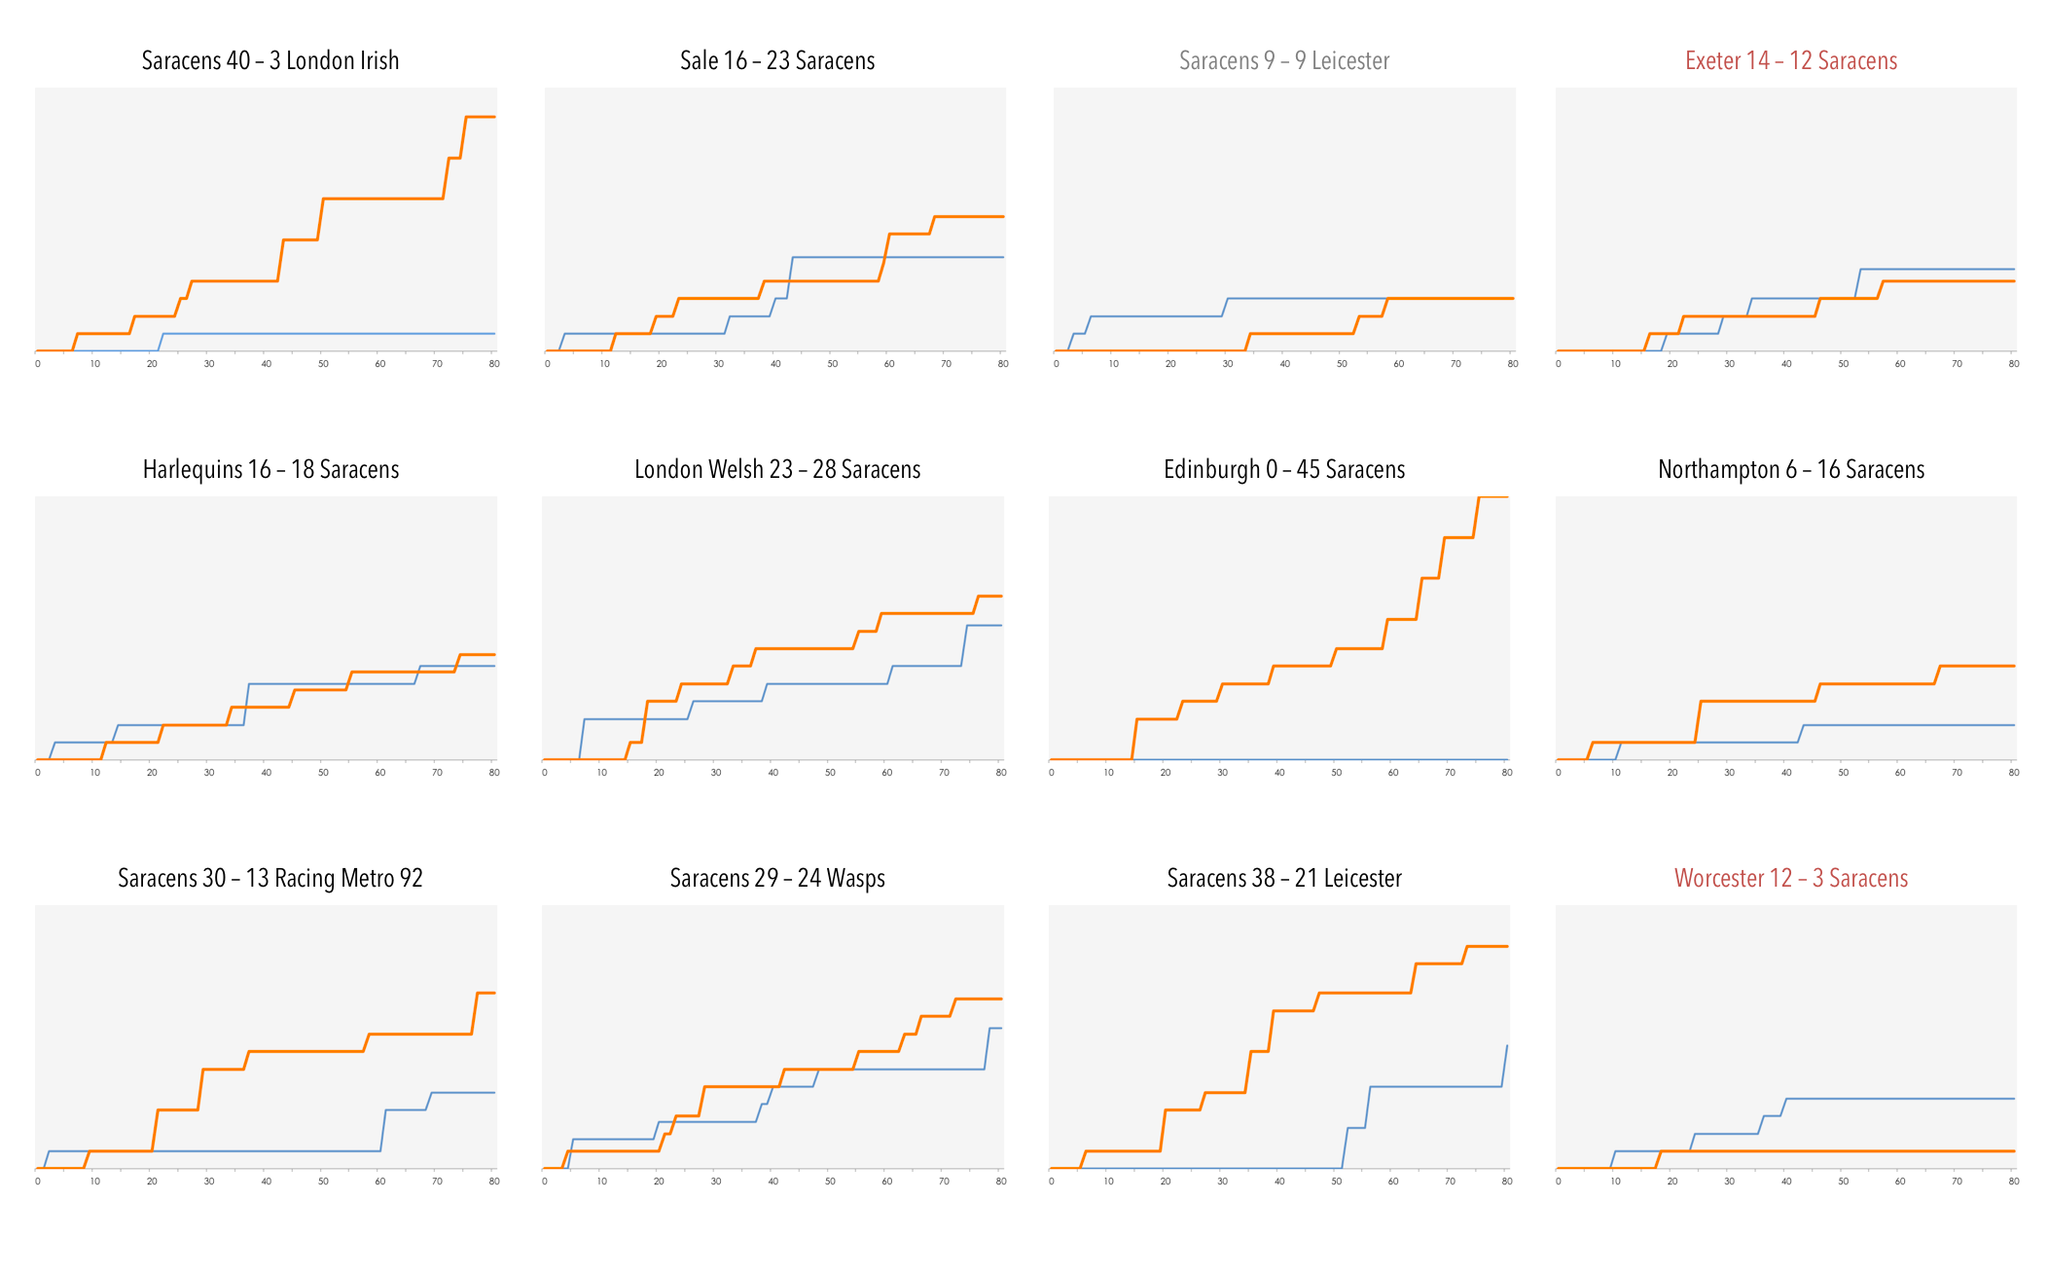 Saracens 40 – 3 London Irish
0 10 20 30 40 50 60 70 80
Sale 16 – 23 Saracens
0 10 20 30 40 50 60 70 80
Saracens 9 – 9 Leicester
0 10 20 30 40 50 60 70 80
Exeter 14 – 12 Saracens
0 10 20 30 40 50 60 70 80
Harlequins 16 – 18 Saracens
0 10 20 30 40 50 60 70 80
London Welsh 23 – 28 Saracens
0 10 20 30 40 50 60 70 80
Edinburgh 0 – 45 Saracens
0 10 20 30 40 50 60 70 80
Northampton 6 – 16 Saracens
0 10 20 30 40 50 60 70 80
Saracens 30 – 13 Racing Metro 92
0 10 20 30 40 50 60 70 80
Saracens 29 – 24 Wasps
0 10 20 30 40 50 60 70 80
Saracens 38 – 21 Leicester
0 10 20 30 40 50 60 70 80
Worcester 12 – 3 Saracens
0 10 20 30 40 50 60 70 80